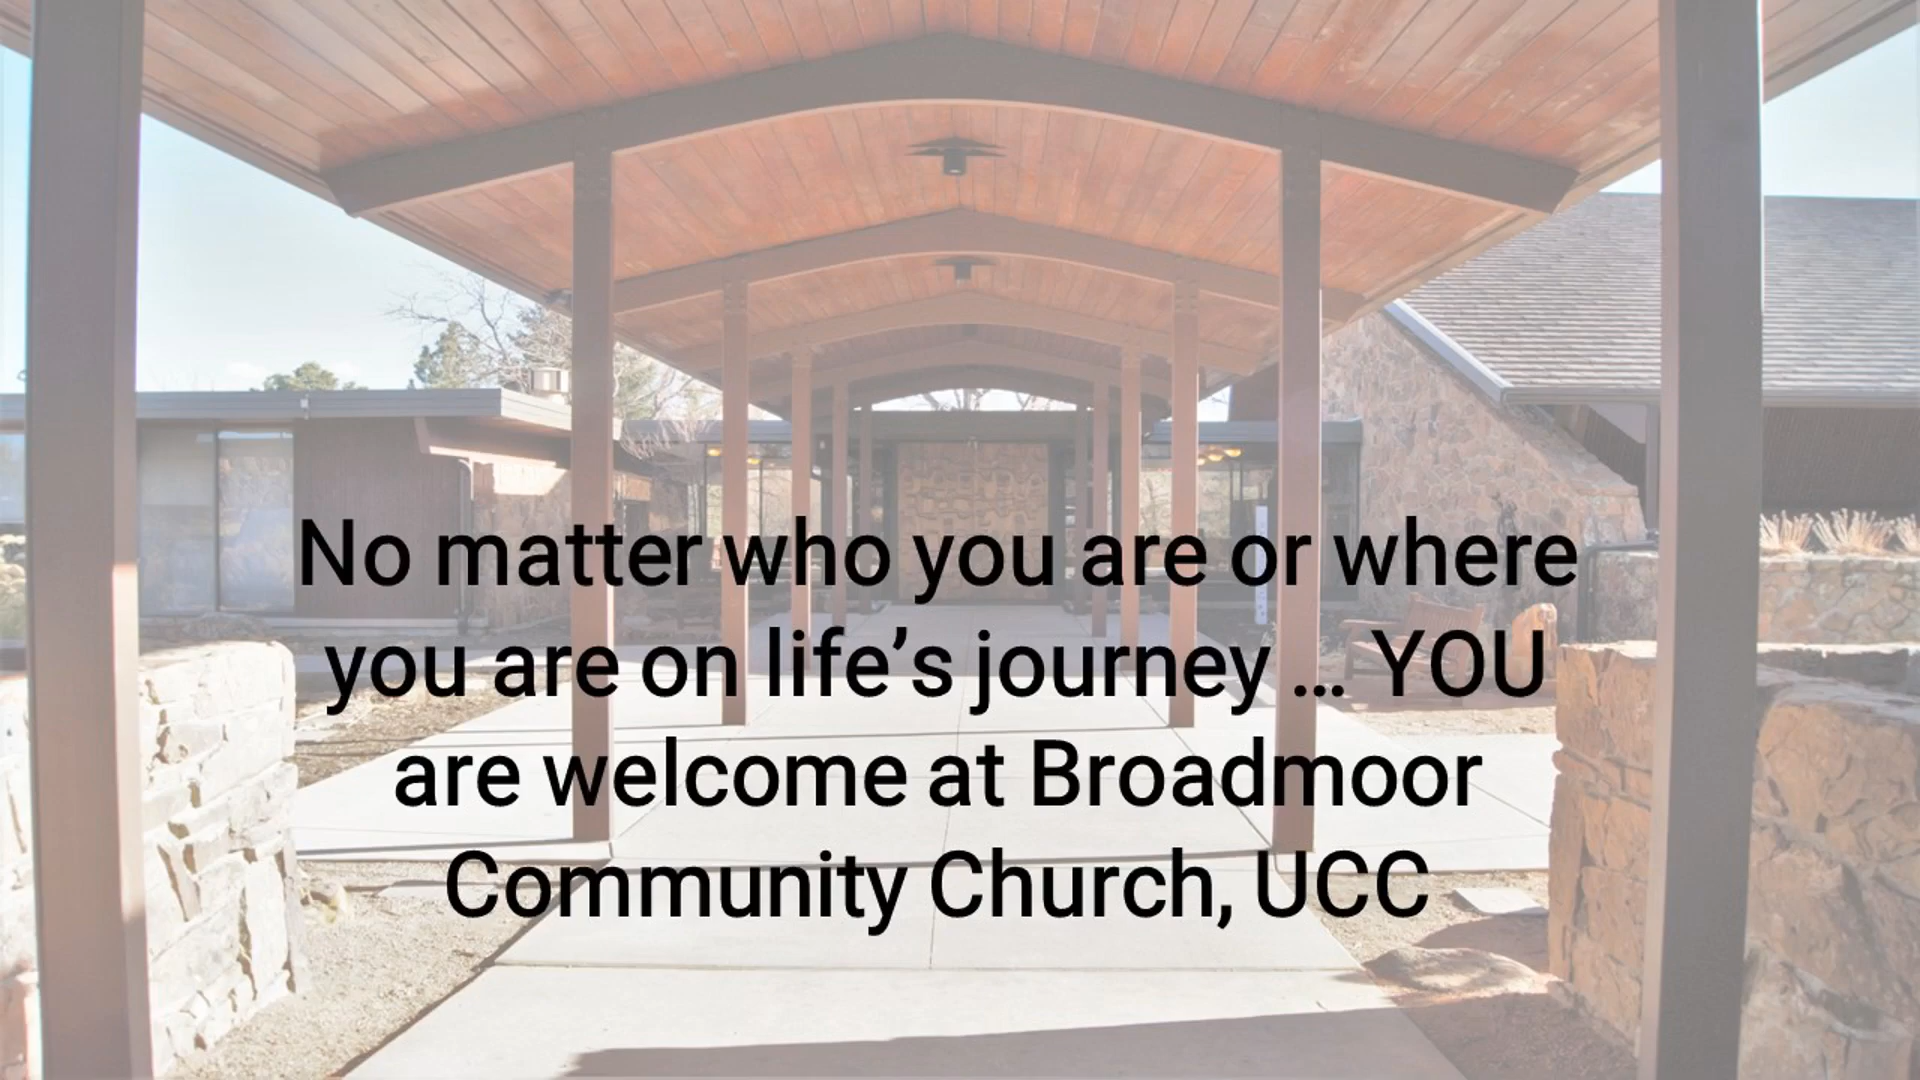 No matter who you are or where
you are on life’s journey … YOU
are welcome at Broadmoor
Community Church, UCC